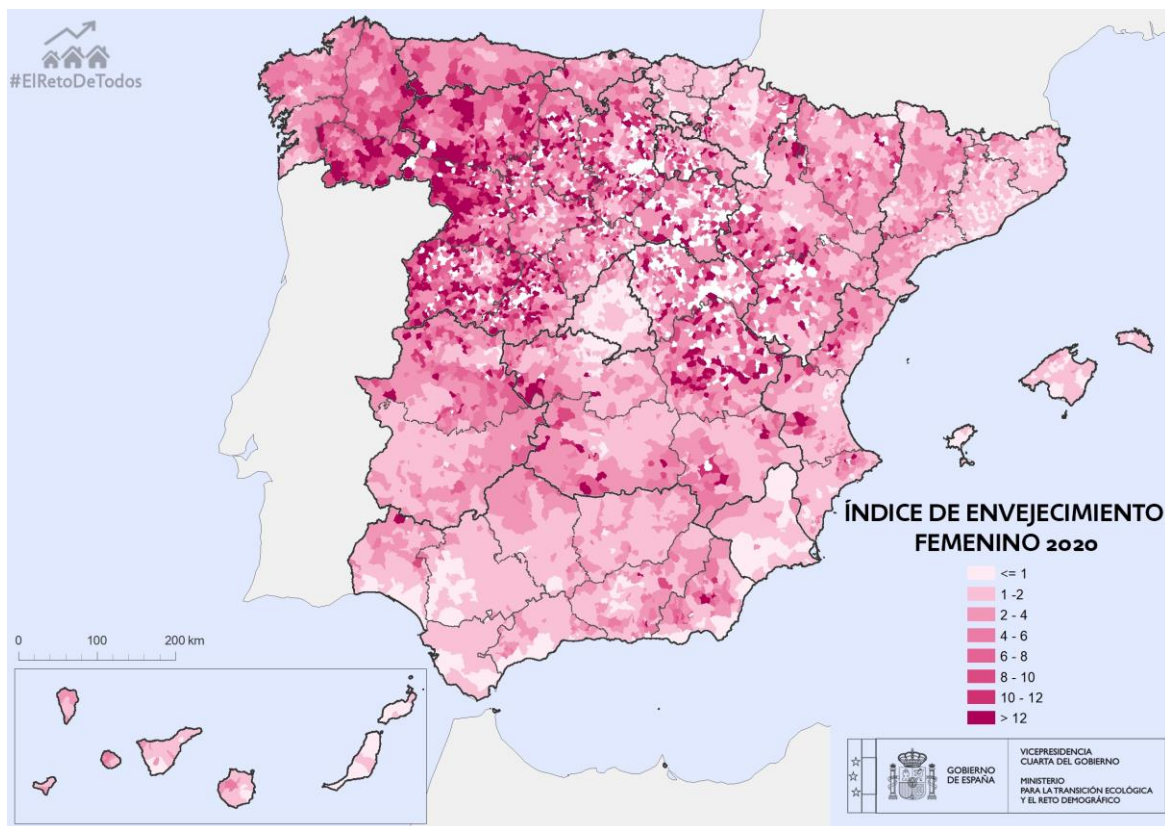 #ElRetoDeTodos
ÍNDICE DE ENVEJECIMIENTO
FEMENINO 2020
<= 1
1 -2
2 - 4
4 - 6
6 - 8
8 - 10
10 - 12
> 12
0 100 200 km
GOBIERNO
DE ESPAÑA
VICEPRESIDENCIA
CUARTA DEL GOBIERNO
MINISTERIO
PARA LA TRANSICIÓN ECOLÓGICA
Y EL RETO DEMOGRÁFICO